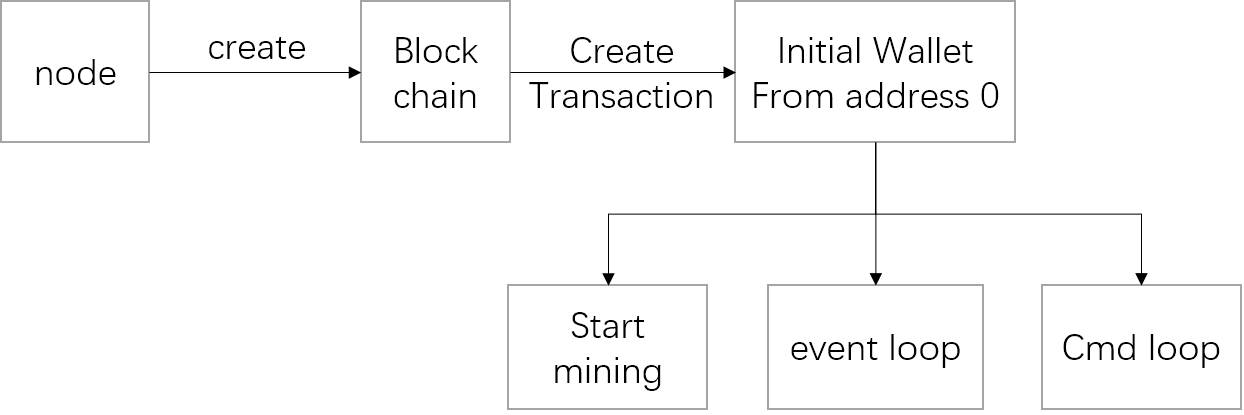 node
create
Block
chain
Create
Transaction
Initial Wallet
From address 0
Start
mining
event loop
Cmd loop